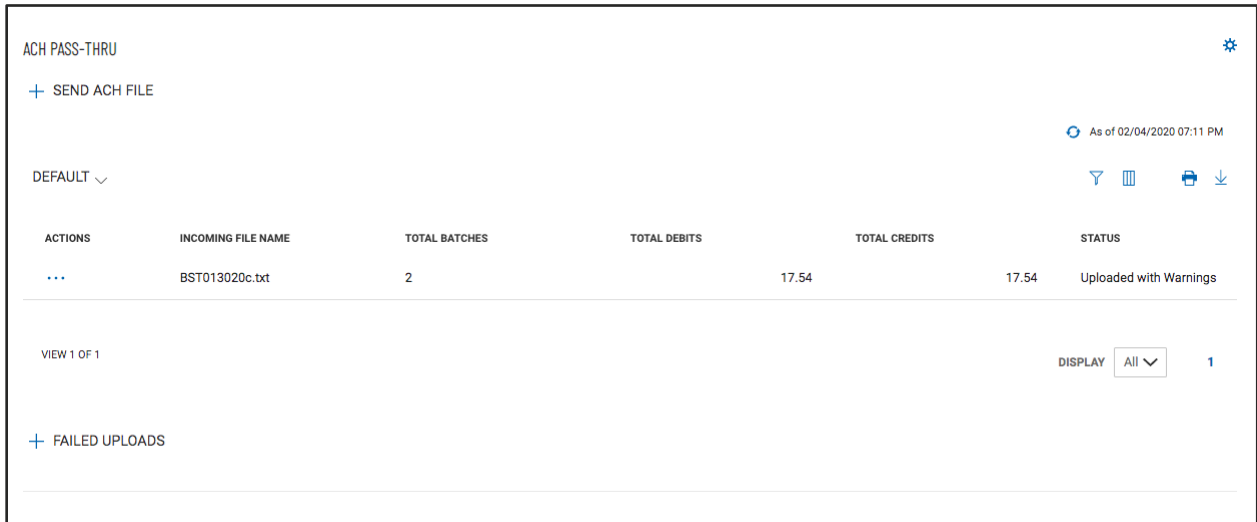 ACH PASS-THRU
SEND ACH FILE
As of 02/04/2020 07:11 PM
DEFAULT
ACTIONS INCOMING FILE NAME TOTAL BATCHES TOTAL DEBITS TOTAL CREDITS STATUS
... BST013020c.txt 2 17.54 17.54 Uploaded with Warnings
VIEW 1 OF 1
DISPLAY All 1
FAILED UPLOADS